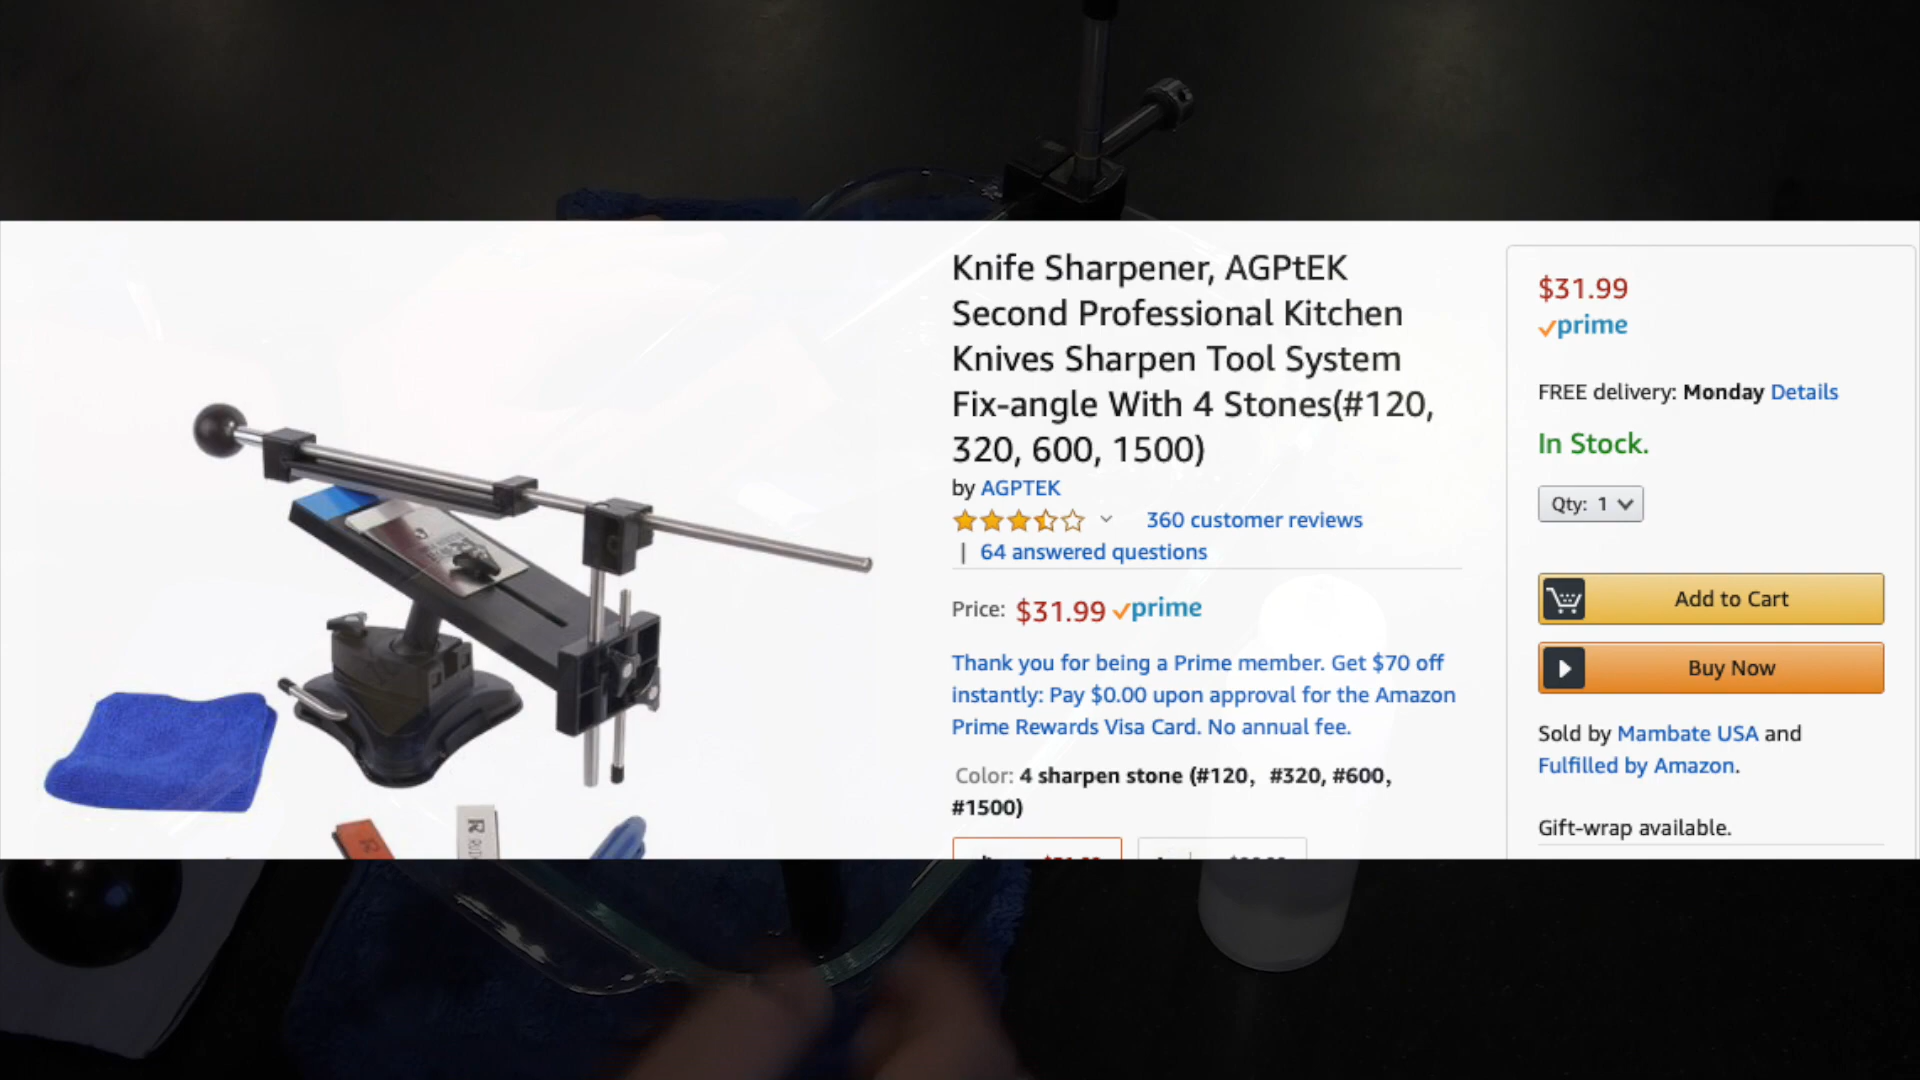 Knife Sharpener, AGPtEK
Second Professional Kitchen
Knives Sharpen Tool System
Fix-angle With 4 Stones(#120,
320, 600, 1500)
by AGPTEK
360 customer reviews
| 64 answered questions
Price: $31.99 prime
Thank you for being a Prime member. Get $70 off
instantly: Pay $0.00 upon approval for the Amazon
Prime Rewards Visa Card. No annual fee.
Color: 4 sharpen stone (#120, #320, #600,
#1500)
$31.99
prime
FREE delivery: Monday Details
In Stock.
Qty: 1
Add to Cart
Buy Now
Sold by Mambate USA and
Fulfilled by Amazon.
Gift-wrap available.
R
R